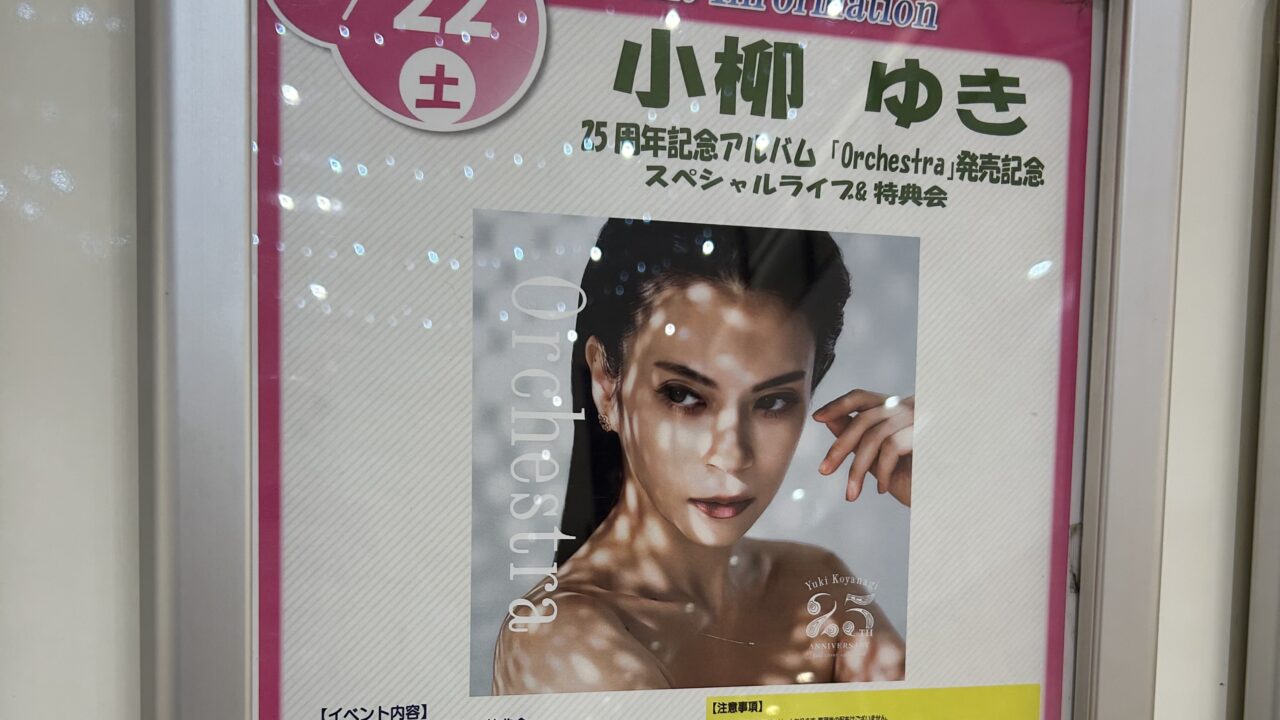 22
土
Information
小柳 ゆき
25周年記念アルバム「Orchestra」発売記念
スペシャルライブ&特典会
Orchestra
Yuki Koyanagi
25TH
ANNIVERSARY
【イベント内容】
【注意事項】